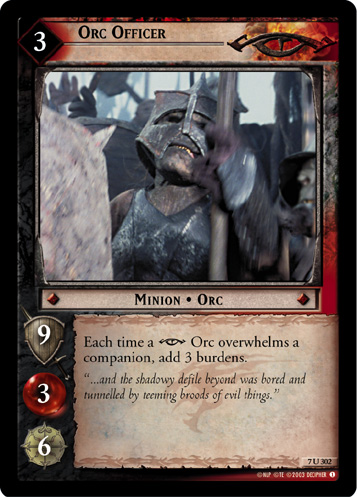 3
ORC OFFICER
MINION • ORC
9
Each time a Orc overwhelms a
companion, add 3 burdens.
3
"...and the shadowy defile beyond was bored and
tunnelled by teeming broods of evil things."
6
7 U 302
©NLP ™TE ©2003 DECIPHER